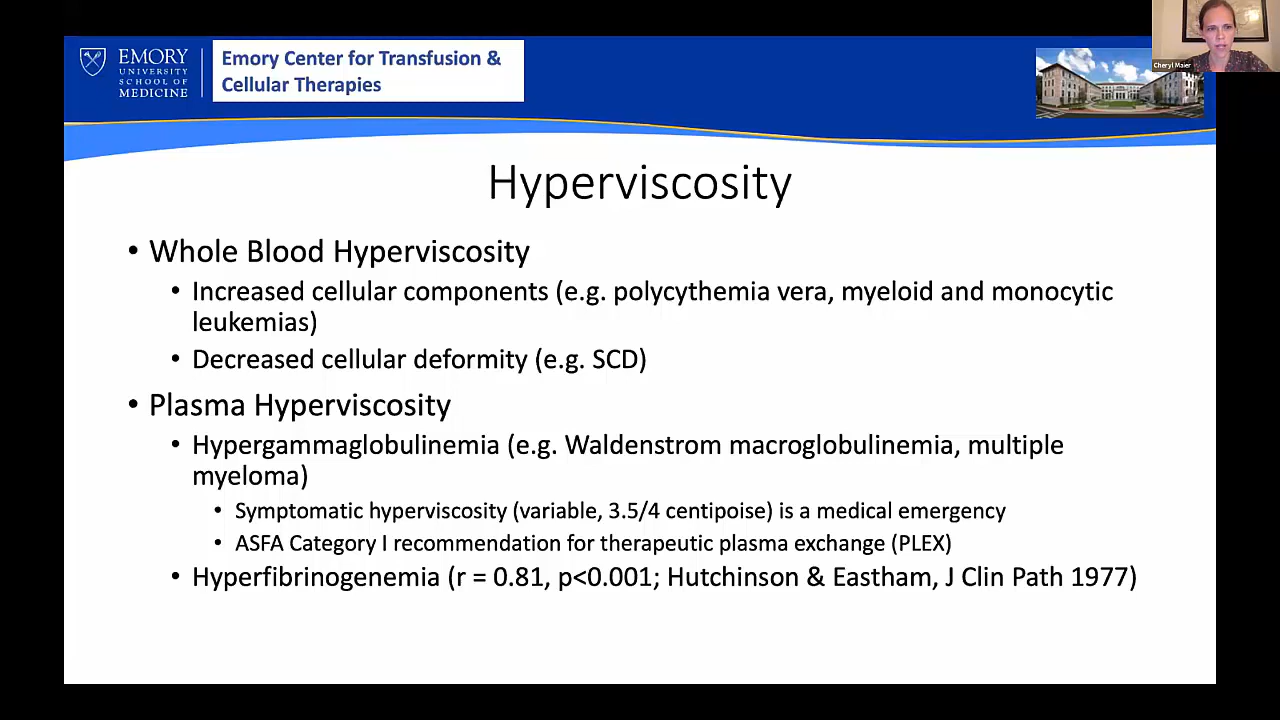 EMORY
UNIVERSITY
SCHOOL OF
MEDICINE
Emory Center for Transfusion &
Cellular Therapies
Cheryl Maier
Hyperviscosity
• Whole Blood Hyperviscosity
• Increased cellular components (e.g. polycythemia vera, myeloid and monocytic
leukemias)
• Decreased cellular deformity (e.g. SCD)
• Plasma Hyperviscosity
• Hypergammaglobulinemia (e.g. Waldenstrom macroglobulinemia, multiple
myeloma)
• Symptomatic hyperviscosity (variable, 3.5/4 centipoise) is a medical emergency
• ASFA Category I recommendation for therapeutic plasma exchange (PLEX)
• Hyperfibrinogenemia (r = 0.81, p<0.001; Hutchinson & Eastham, J Clin Path 1977)